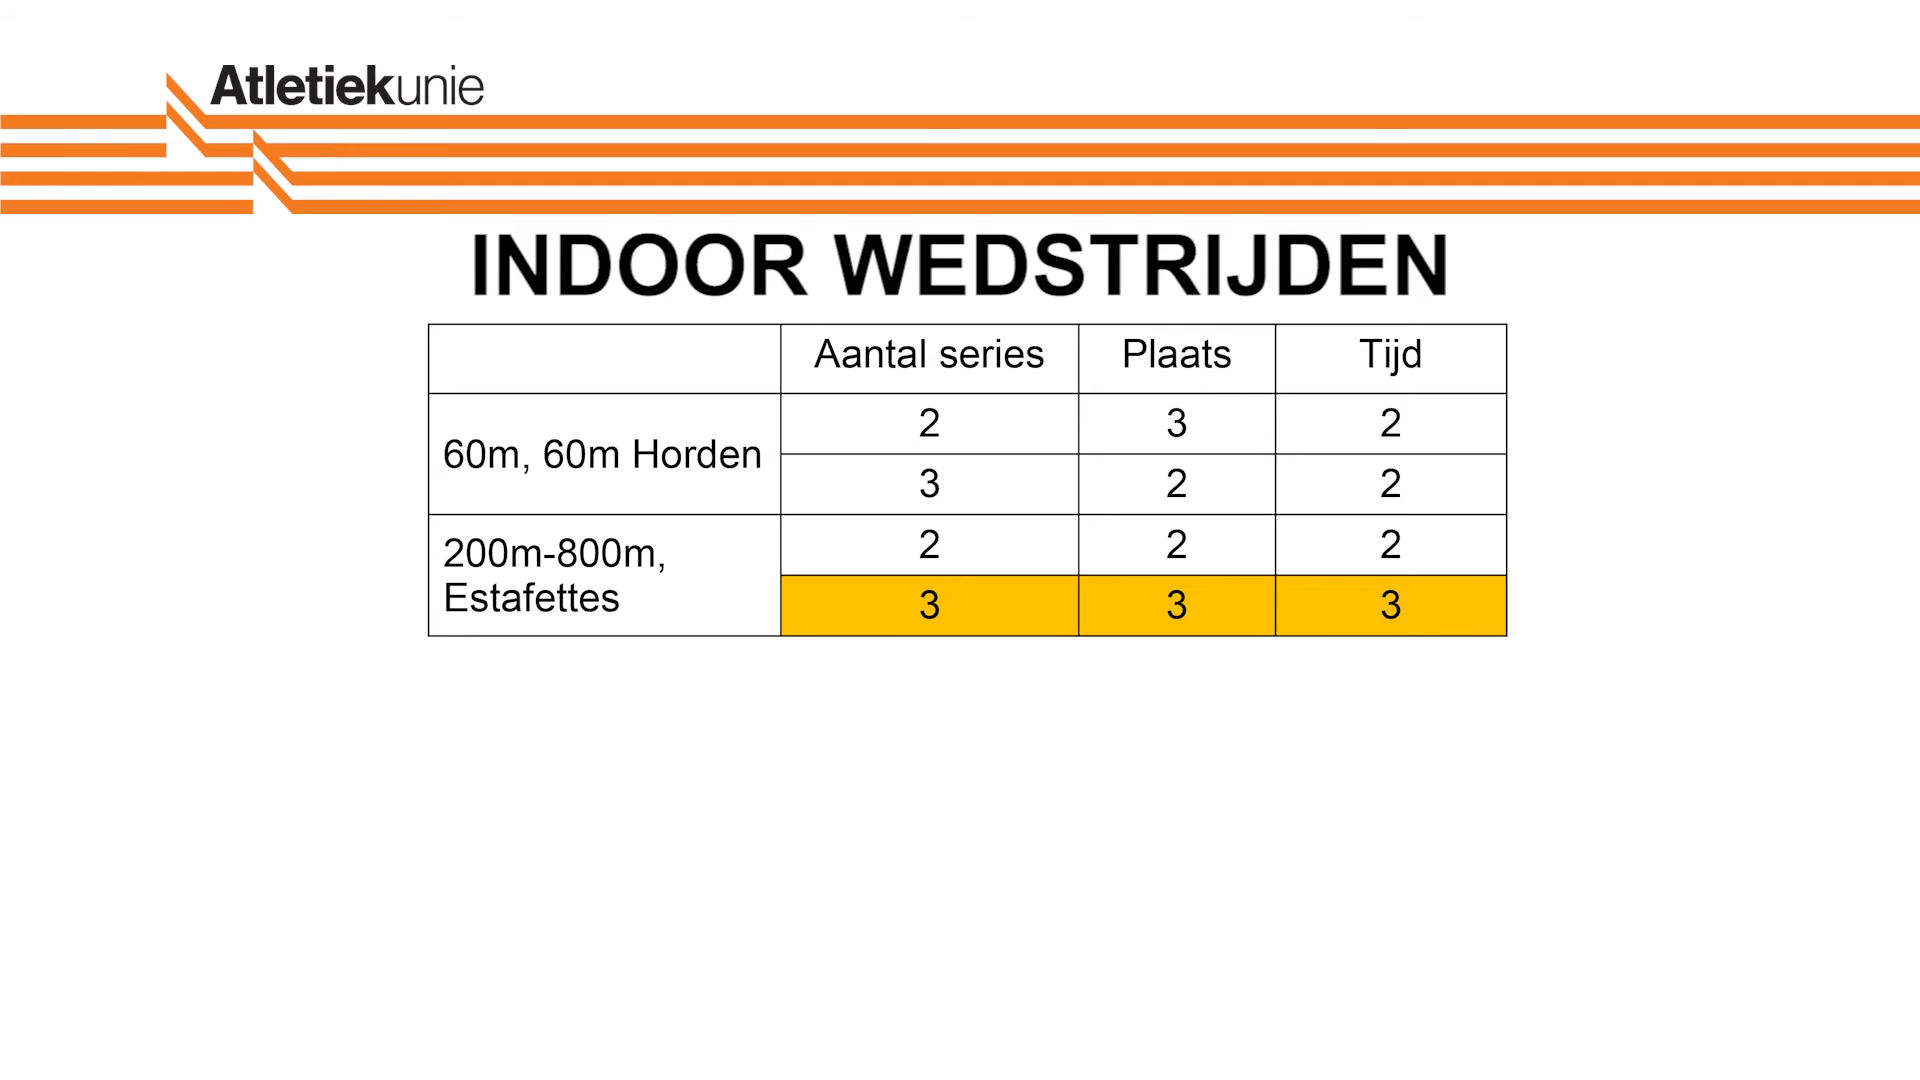 Atletiekunie
INDOOR WEDSTRIJDEN
Aantal series Plaats Tijd
60m, 60m Horden
2 3 2
3 2 2
200m-800m,
Estafettes
2 2 2
3 3 3